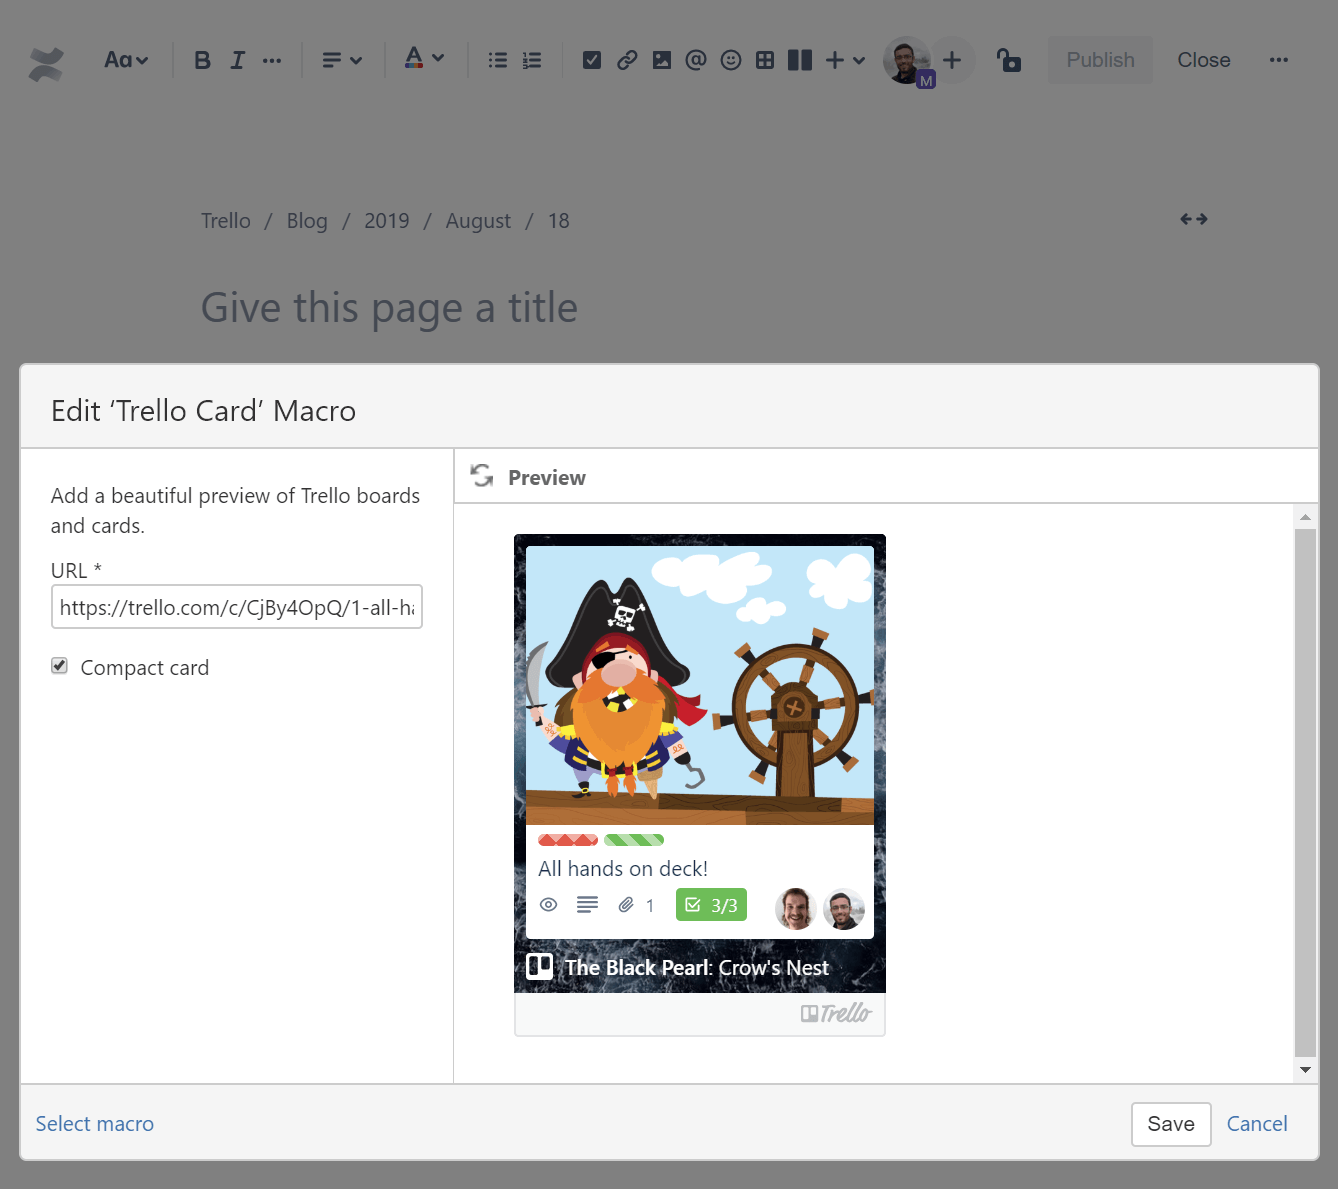 Aa B I A @ M Publish Close
Trello / Blog / 2019 / August / 18
Give this page a title
Edit ‘Trello Card’ Macro
Add a beautiful preview of Trello boards
and cards.
URL *
https://trello.com/c/CjBy4OpQ/1-all-ha
Compact card
Preview
All hands on deck!
1 3/3
The Black Pearl: Crow's Nest
Trello
Select macro
Save Cancel